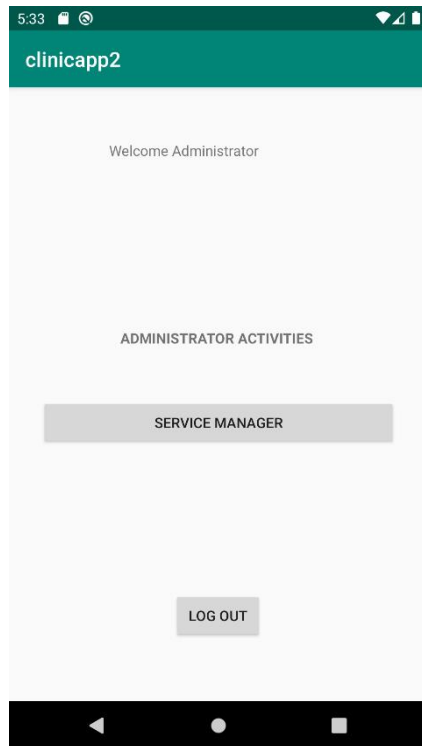 5:33
clinicapp2
Welcome Administrator
ADMINISTRATOR ACTIVITIES
SERVICE MANAGER
LOG OUT